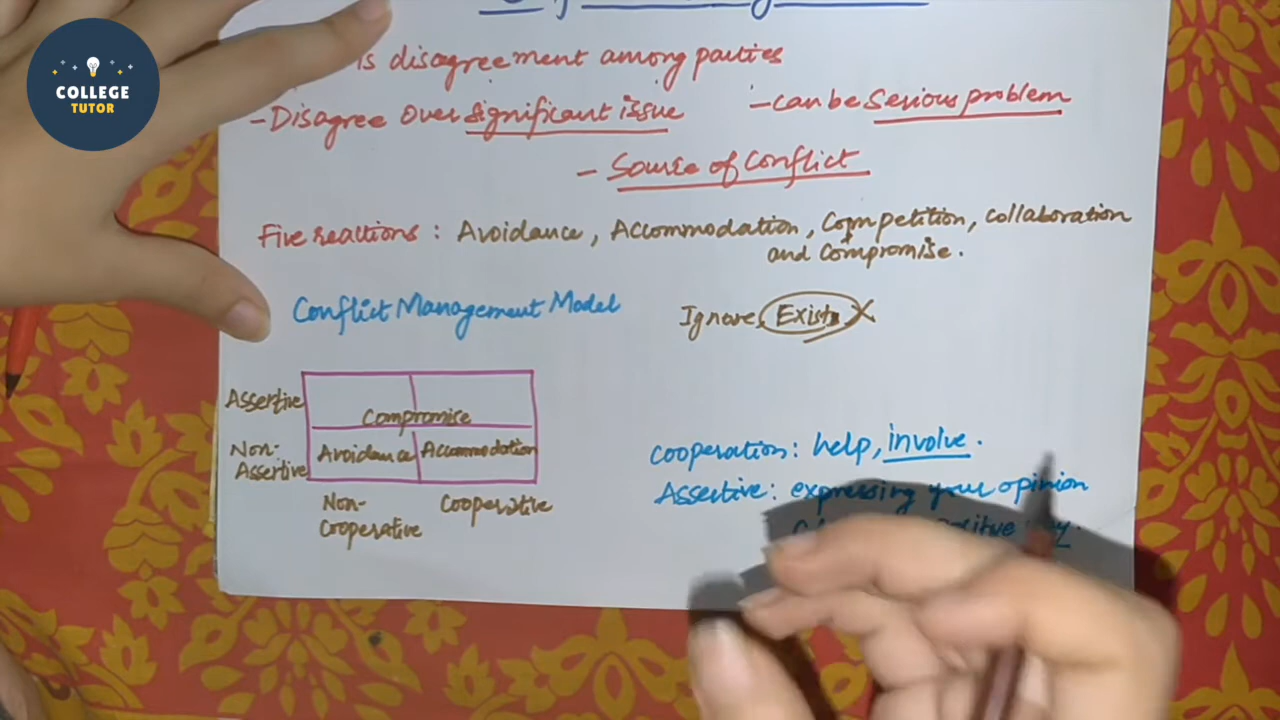 COLLEGE
TUTOR
is disagreement among parties
- Disagree Over significant issue
- can be serious problem
- Source of conflict
Five reactions : Avoidance, Accommodation, Competition, collaboration
and compromise.
Conflict Management Model
Ignore, Exists X
Assertive
Compromise
Non-
Assertive
Avoidance
Accommodation
Non-
Cooperative
Cooperative
cooperation : help, involve.
Assertive : expressing your opinion
positive way.